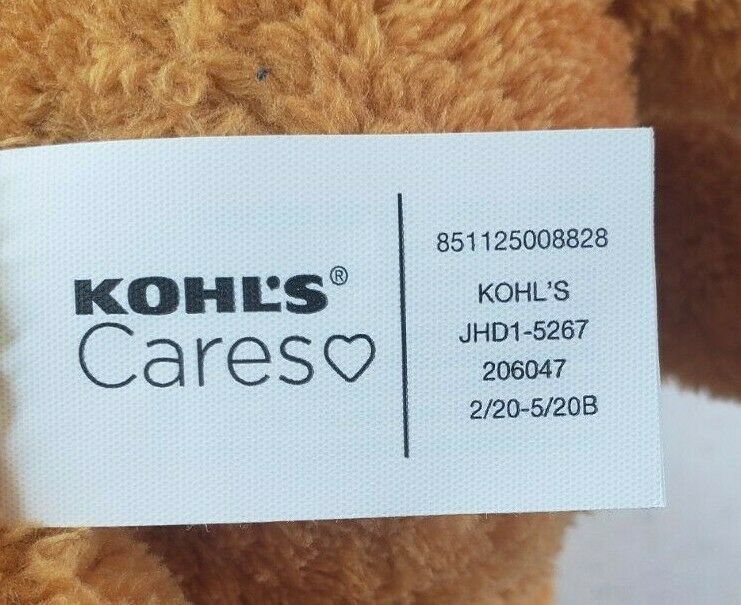 KOHL'S®
Cares♡
851125008828
KOHL'S
JHD1-5267
206047
2/20-5/20B